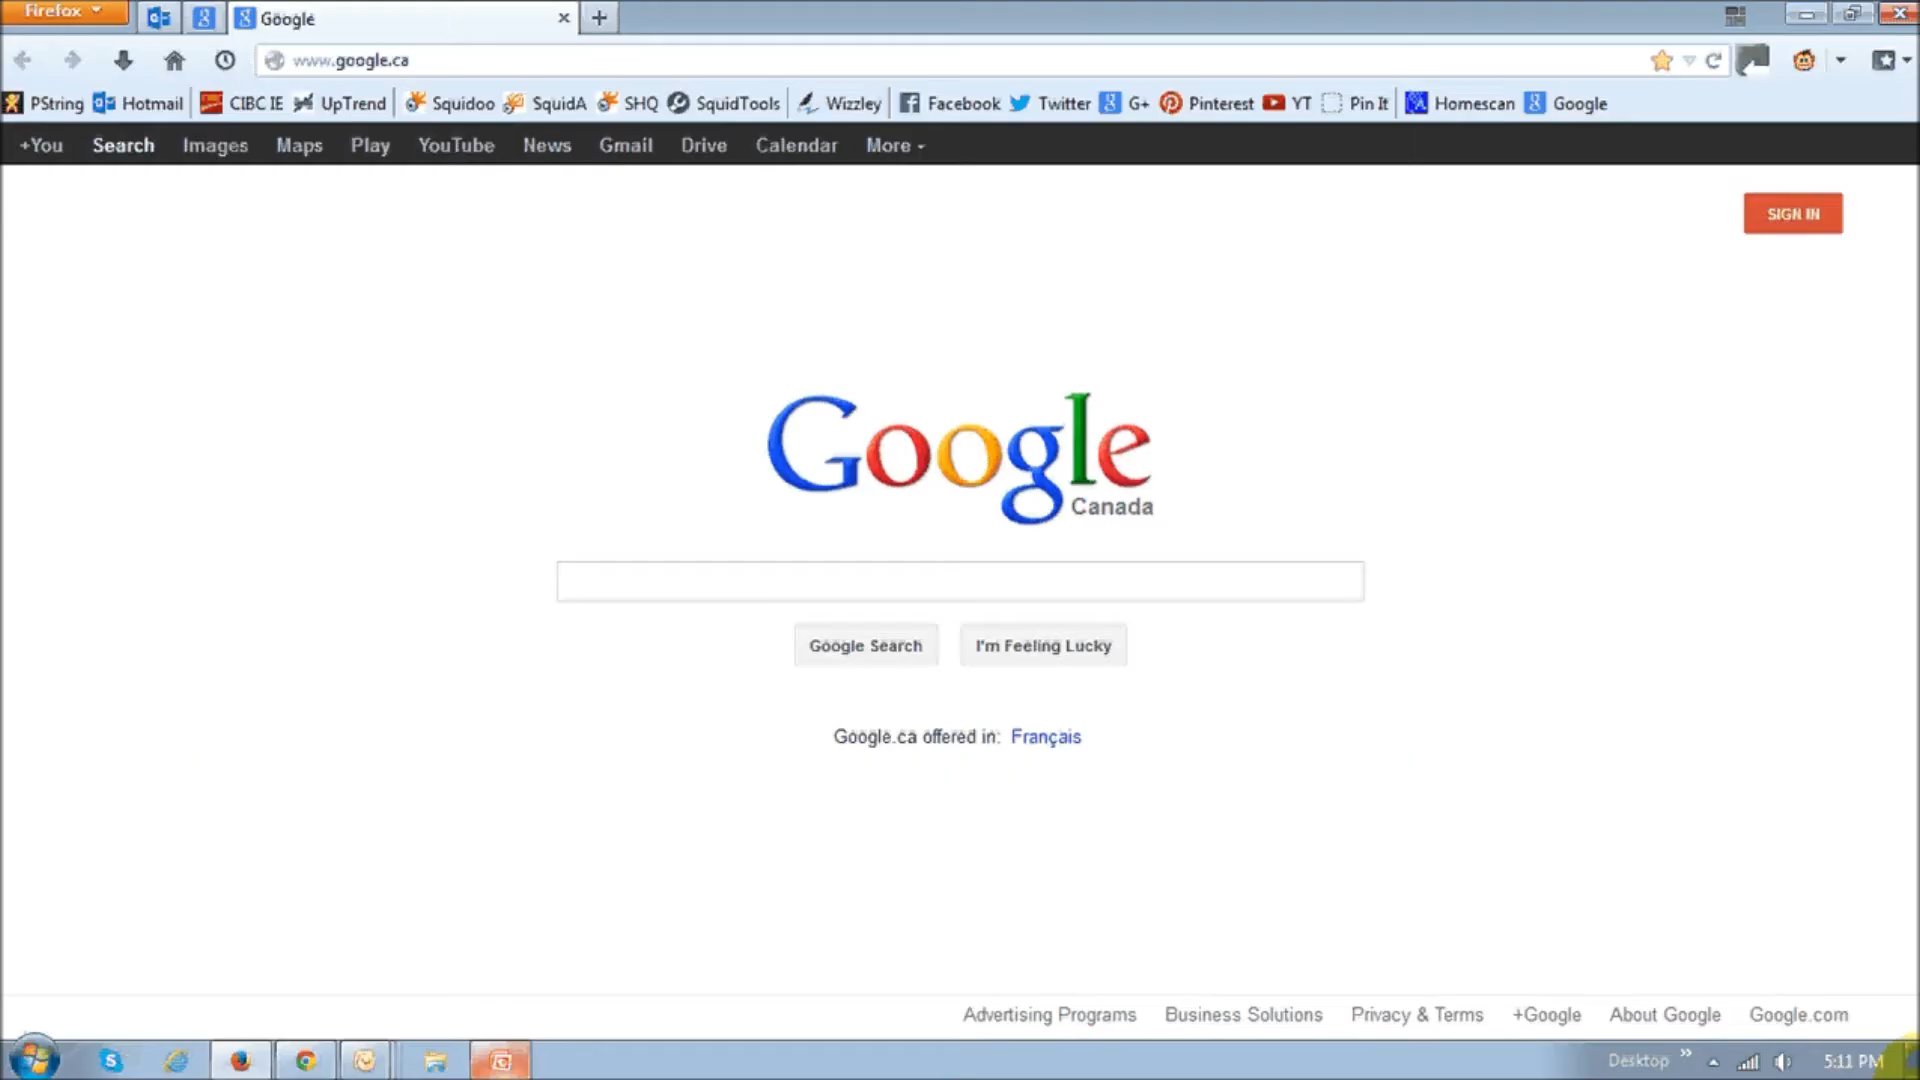 Firefox
Google
www.google.ca
PString Hotmail CIBC IE UpTrend Squidoo SquidA SHQ SquidTools Wizzley Facebook Twitter G+ Pinterest YT Pin It Homescan Google
+You Search Images Maps Play YouTube News Gmail Drive Calendar More
SIGN IN
Google
Canada
Google Search I'm Feeling Lucky
Google.ca offered in: Français
Advertising Programs Business Solutions Privacy & Terms +Google About Google Google.com
Desktop » 5:11 PM